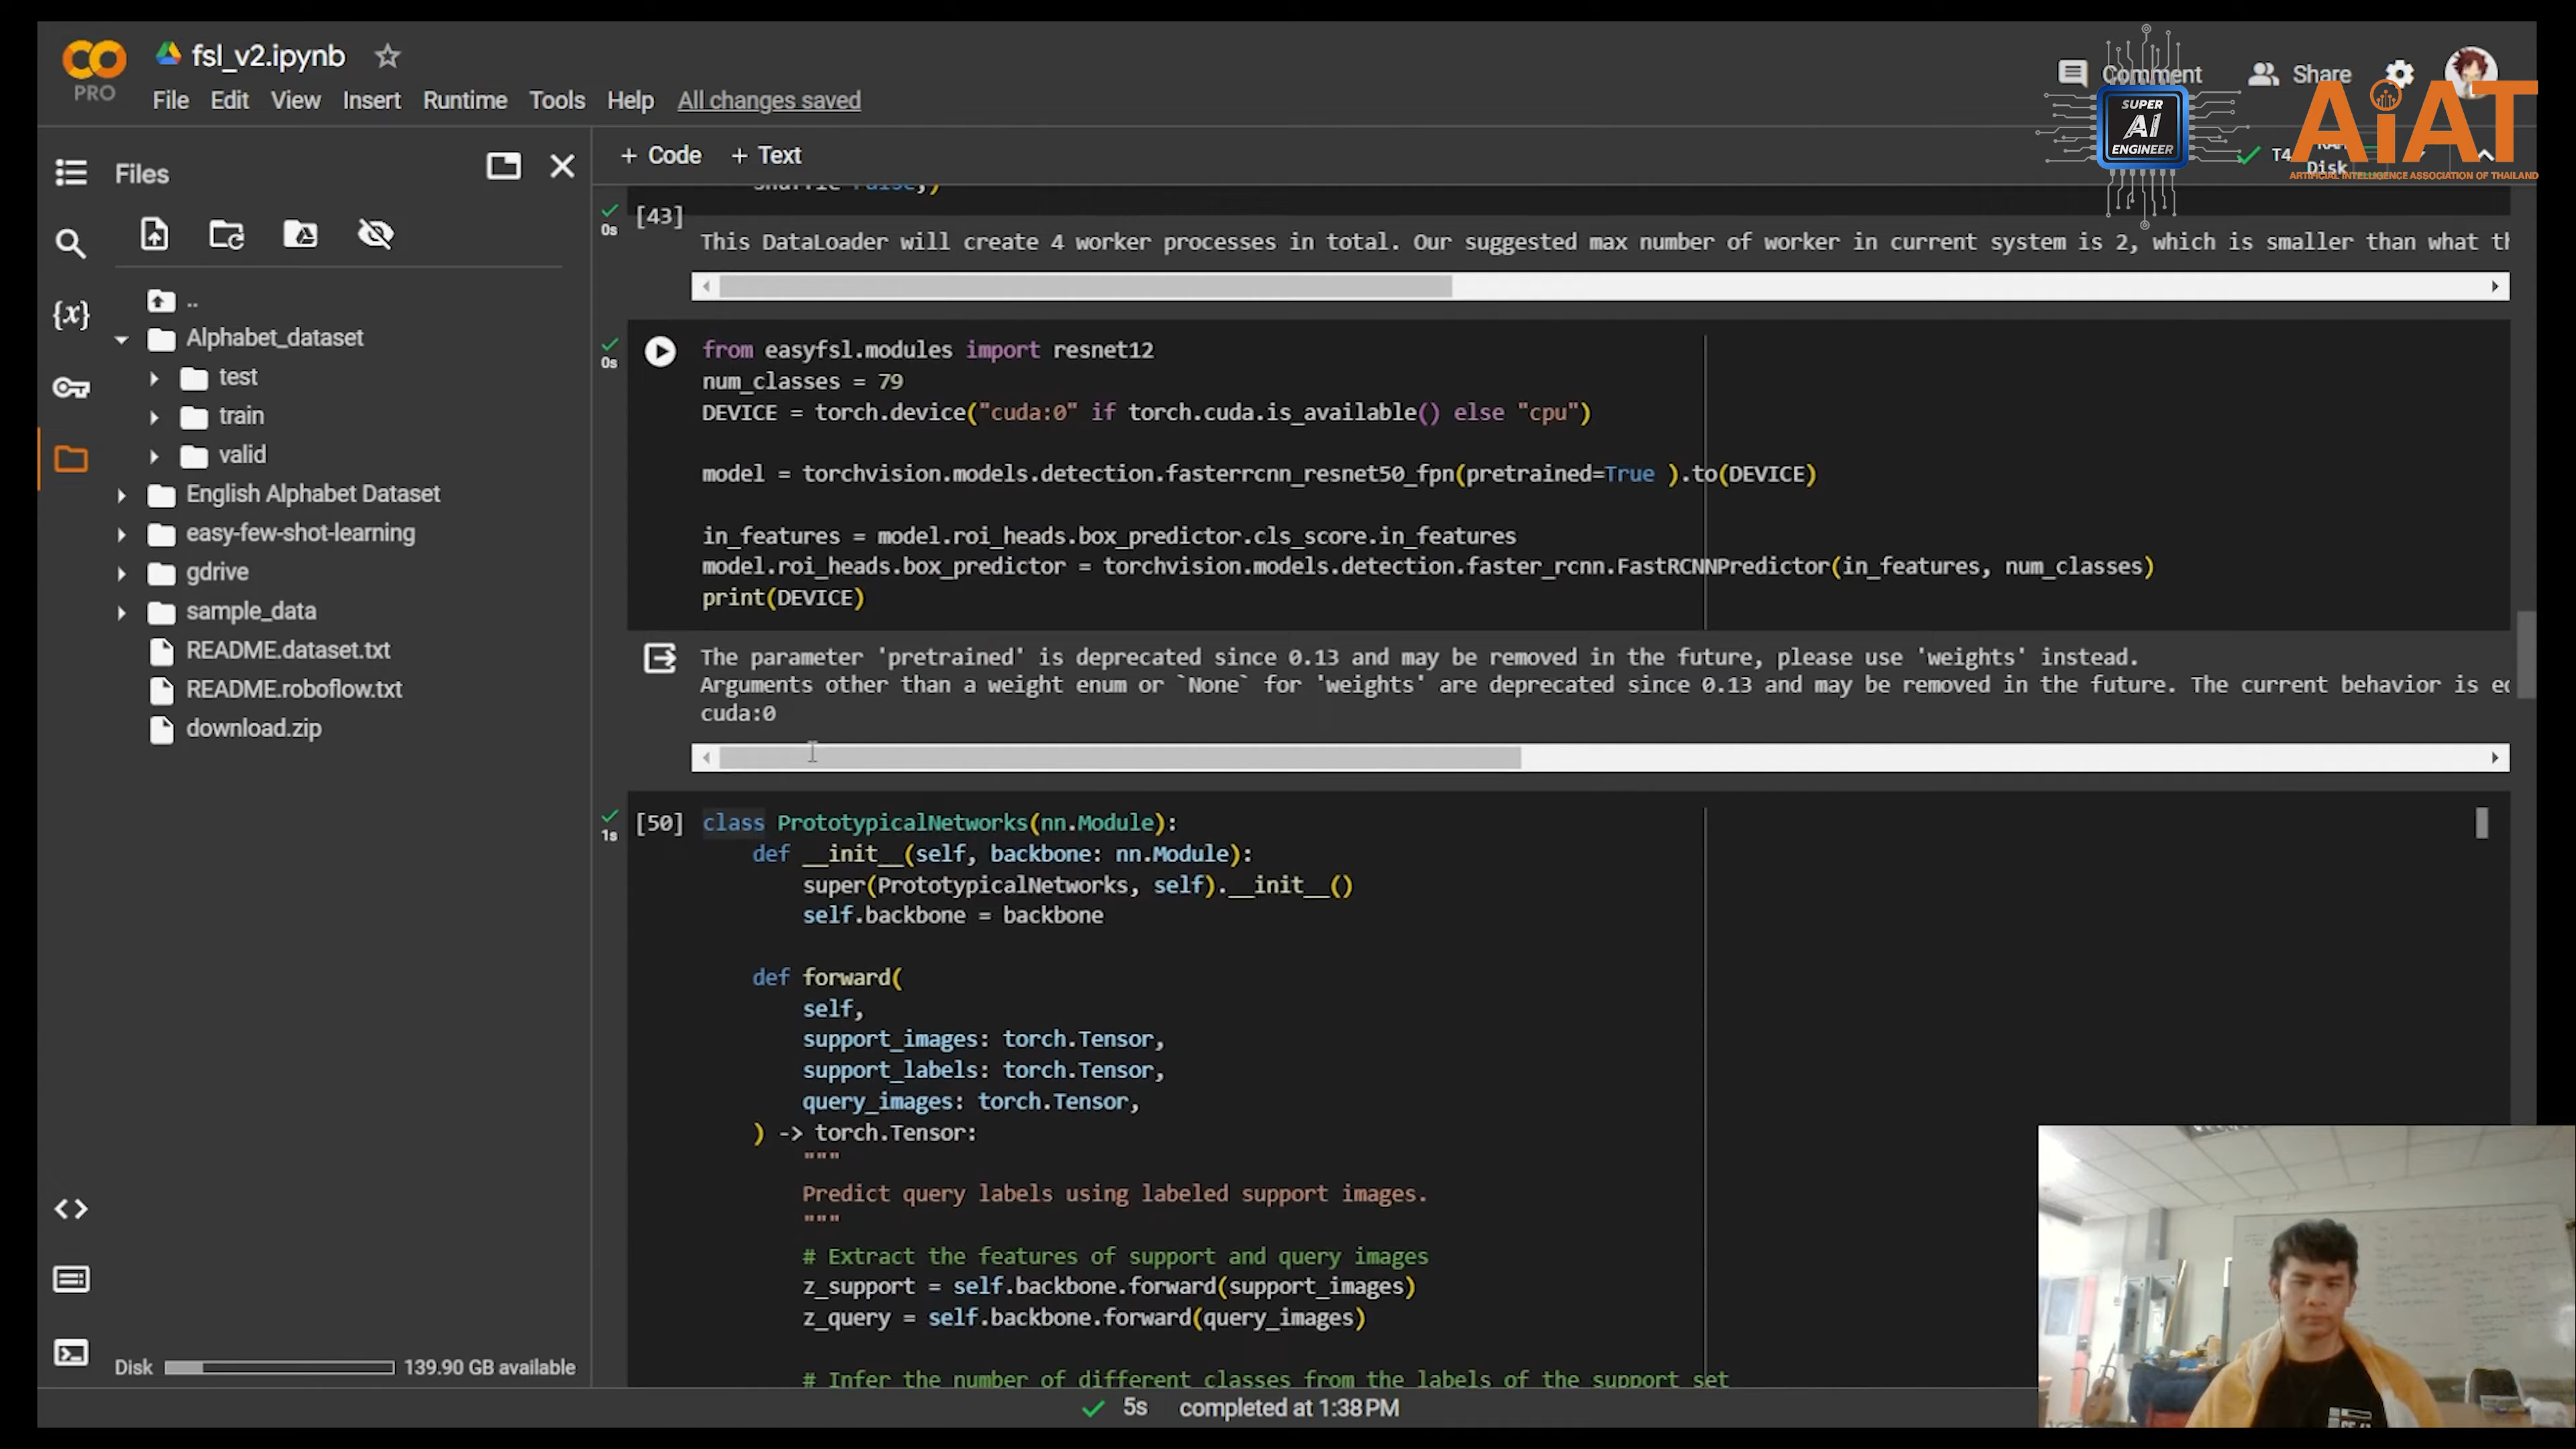 fsl_v2.ipynb
PRO
File Edit View Insert Runtime Tools Help All changes saved
Comment Share
SUPER
AI
ENGINEER
AiAT
ARTIFICIAL INTELLIGENCE ASSOCIATION OF THAILAND
Files
+ Code + Text
T4
Disk
{x}
..
Alphabet_dataset
test
train
valid
English Alphabet Dataset
easy-few-shot-learning
gdrive
sample_data
README.dataset.txt
README.roboflow.txt
download.zip
Disk 139.90 GB available
0s
[43]
This DataLoader will create 4 worker processes in total. Our suggested max number of worker in current system is 2, which is smaller than what th
0s
from easyfsl.modules import resnet12
num_classes = 79
DEVICE = torch.device("cuda:0" if torch.cuda.is_available() else "cpu")
model = torchvision.models.detection.fasterrcnn_resnet50_fpn(pretrained=True ).to(DEVICE)
in_features = model.roi_heads.box_predictor.cls_score.in_features
model.roi_heads.box_predictor = torchvision.models.detection.faster_rcnn.FastRCNNPredictor(in_features, num_classes)
print(DEVICE)
The parameter 'pretrained' is deprecated since 0.13 and may be removed in the future, please use 'weights' instead.
Arguments other than a weight enum or `None` for 'weights' are deprecated since 0.13 and may be removed in the future. The current behavior is eq
cuda:0
1s
[50] class PrototypicalNetworks(nn.Module):
def __init__(self, backbone: nn.Module):
super(PrototypicalNetworks, self).__init__()
self.backbone = backbone
def forward(
self,
support_images: torch.Tensor,
support_labels: torch.Tensor,
query_images: torch.Tensor,
) -> torch.Tensor:
"""
Predict query labels using labeled support images.
"""
# Extract the features of support and query images
z_support = self.backbone.forward(support_images)
z_query = self.backbone.forward(query_images)
# Infer the number of different classes from the labels of the support set
5s completed at 1:38 PM